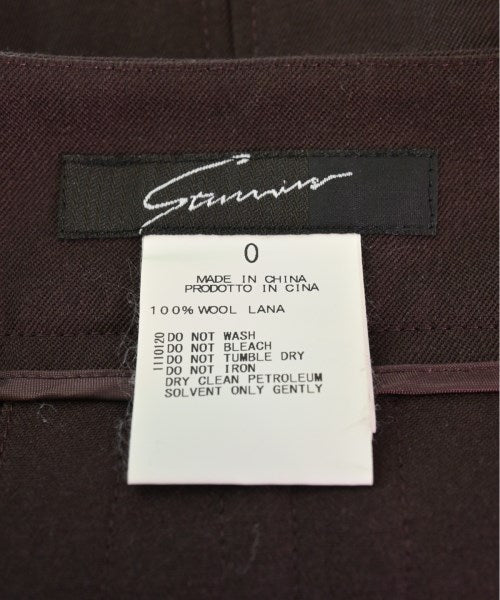 Stunning
0
MADE IN CHINA
PRODOTTO IN CINA
100% WOOL LANA
1110120
DO NOT WASH
DO NOT BLEACH
DO NOT TUMBLE DRY
DO NOT IRON
DRY CLEAN PETROLEUM
SOLVENT ONLY GENTLY